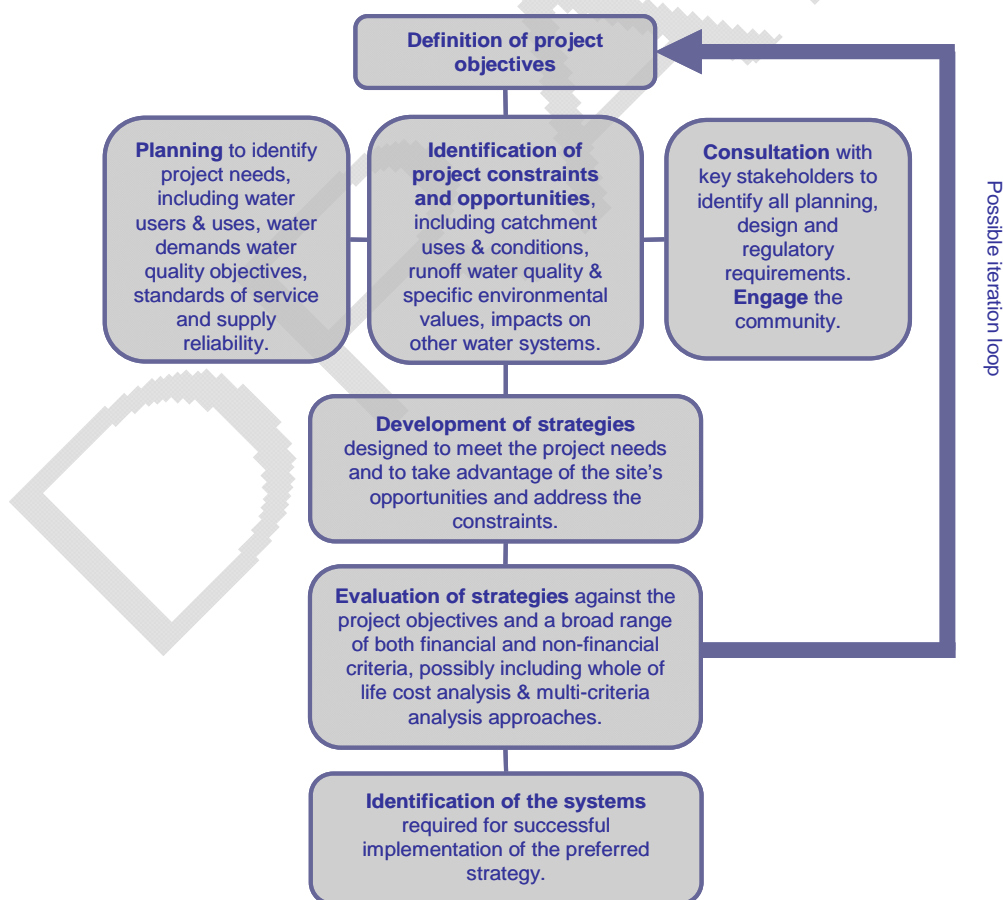 Definition of project
objectives
Planning to identify
project needs,
including water
users & uses, water
demands water
quality objectives,
standards of service
and supply
reliability.
Identification of
project constraints
and opportunities,
including catchment
uses & conditions,
runoff water quality &
specific environmental
values, impacts on
other water systems.
Consultation with
key stakeholders to
identify all planning,
design and
regulatory
requirements.
Engage the
community.
Possible iteration loop
Development of strategies
designed to meet the project needs
and to take advantage of the site's
opportunities and address the
constraints.
Evaluation of strategies against the
project objectives and a broad range
of both financial and non-financial
criteria, possibly including whole of
life cost analysis & multi-criteria
analysis approaches.
Identification of the systems
required for successful
implementation of the preferred
strategy.